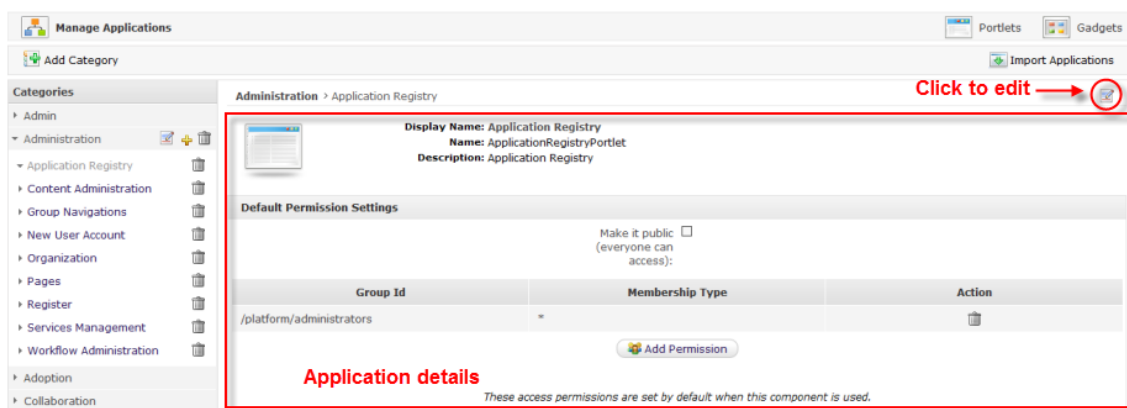 Manage Applications
Portlets
Gadgets
Add Category
Import Applications
Categories
Administration > Application Registry
Click to edit
Admin
Administration
Application Registry
Content Administration
Group Navigations
New User Account
Organization
Pages
Register
Services Management
Workflow Administration
Adoption
Collaboration
Display Name: Application Registry
Name: ApplicationRegistryPortlet
Description: Application Registry
Default Permission Settings
Make it public
(everyone can
access):
Group Id Membership Type Action
/platform/administrators *
Add Permission
Application details
These access permissions are set by default when this component is used.